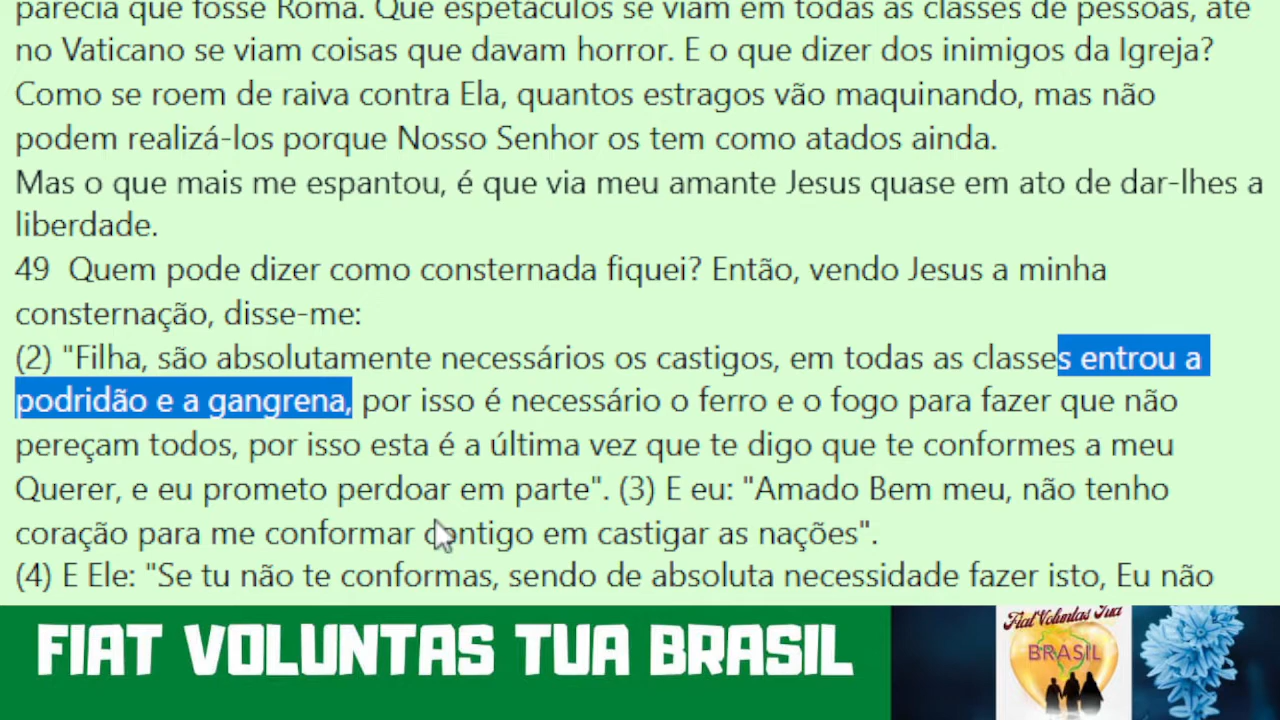 parecia que fosse Roma. Que espetáculos se viam em todas as classes de pessoas, até
no Vaticano se viam coisas que davam horror. E o que dizer dos inimigos da Igreja?
Como se roem de raiva contra Ela, quantos estragos vão maquinando, mas não
podem realizá-los porque Nosso Senhor os tem como atados ainda.
Mas o que mais me espantou, é que via meu amante Jesus quase em ato de dar-lhes a
liberdade.
49 Quem pode dizer como consternada fiquei? Então, vendo Jesus a minha
consternação, disse-me:
(2) "Filha, são absolutamente necessários os castigos, em todas as classes entrou a
podridão e a gangrena, por isso é necessário o ferro e o fogo para fazer que não
pereçam todos, por isso esta é a última vez que te digo que te conformes a meu
Querer, e eu prometo perdoar em parte". (3) E eu: "Amado Bem meu, não tenho
coração para me conformar contigo em castigar as nações".
(4) E Ele: "Se tu não te conformas, sendo de absoluta necessidade fazer isto, Eu não
FIAT VOLUNTAS TUA BRASIL
Fiat Voluntas Tua
BRASIL